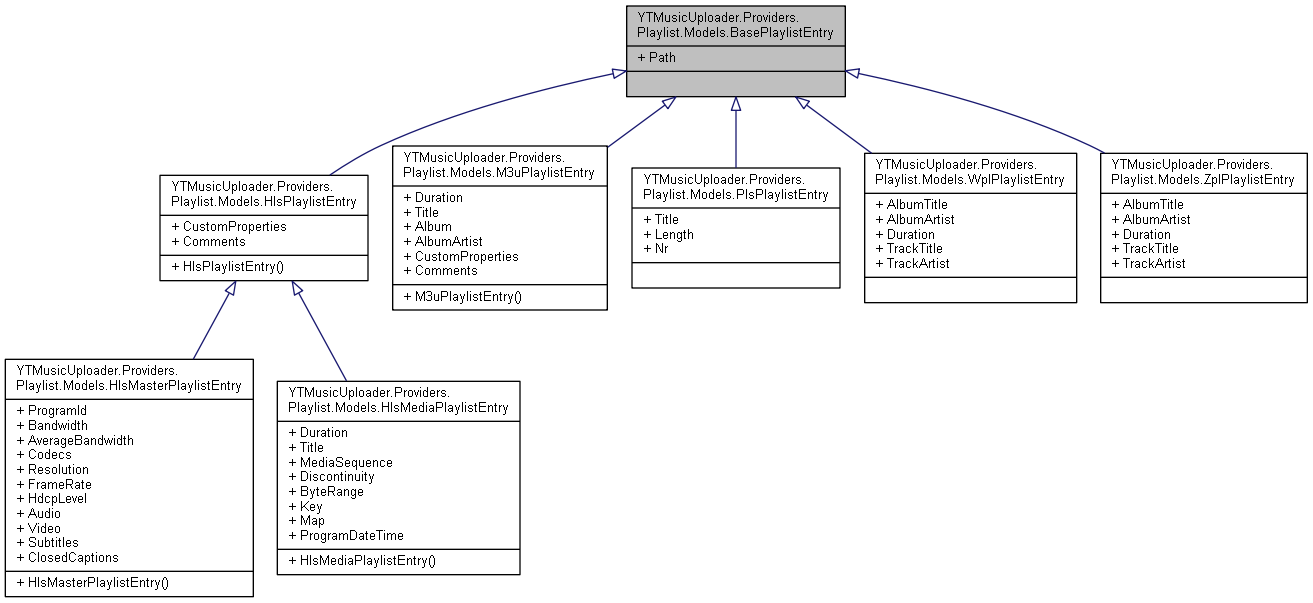 YTMusicUploader.Providers.
Playlist.Models.BasePlaylistEntry
+ Path
YTMusicUploader.Providers.
Playlist.Models.HlsPlaylistEntry
+ CustomProperties
+ Comments
+ HlsPlaylistEntry()
YTMusicUploader.Providers.
Playlist.Models.M3uPlaylistEntry
+ Duration
+ Title
+ Album
+ AlbumArtist
+ CustomProperties
+ Comments
+ M3uPlaylistEntry()
YTMusicUploader.Providers.
Playlist.Models.PlsPlaylistEntry
+ Title
+ Length
+ Nr
YTMusicUploader.Providers.
Playlist.Models.WplPlaylistEntry
+ AlbumTitle
+ AlbumArtist
+ Duration
+ TrackTitle
+ TrackArtist
YTMusicUploader.Providers.
Playlist.Models.ZplPlaylistEntry
+ AlbumTitle
+ AlbumArtist
+ Duration
+ TrackTitle
+ TrackArtist
YTMusicUploader.Providers.
Playlist.Models.HlsMasterPlaylistEntry
+ ProgramId
+ Bandwidth
+ AverageBandwidth
+ Codecs
+ Resolution
+ FrameRate
+ HdcpLevel
+ Audio
+ Video
+ Subtitles
+ ClosedCaptions
+ HlsMasterPlaylistEntry()
YTMusicUploader.Providers.
Playlist.Models.HlsMediaPlaylistEntry
+ Duration
+ Title
+ MediaSequence
+ Discontinuity
+ ByteRange
+ Key
+ Map
+ ProgramDateTime
+ HlsMediaPlaylistEntry()